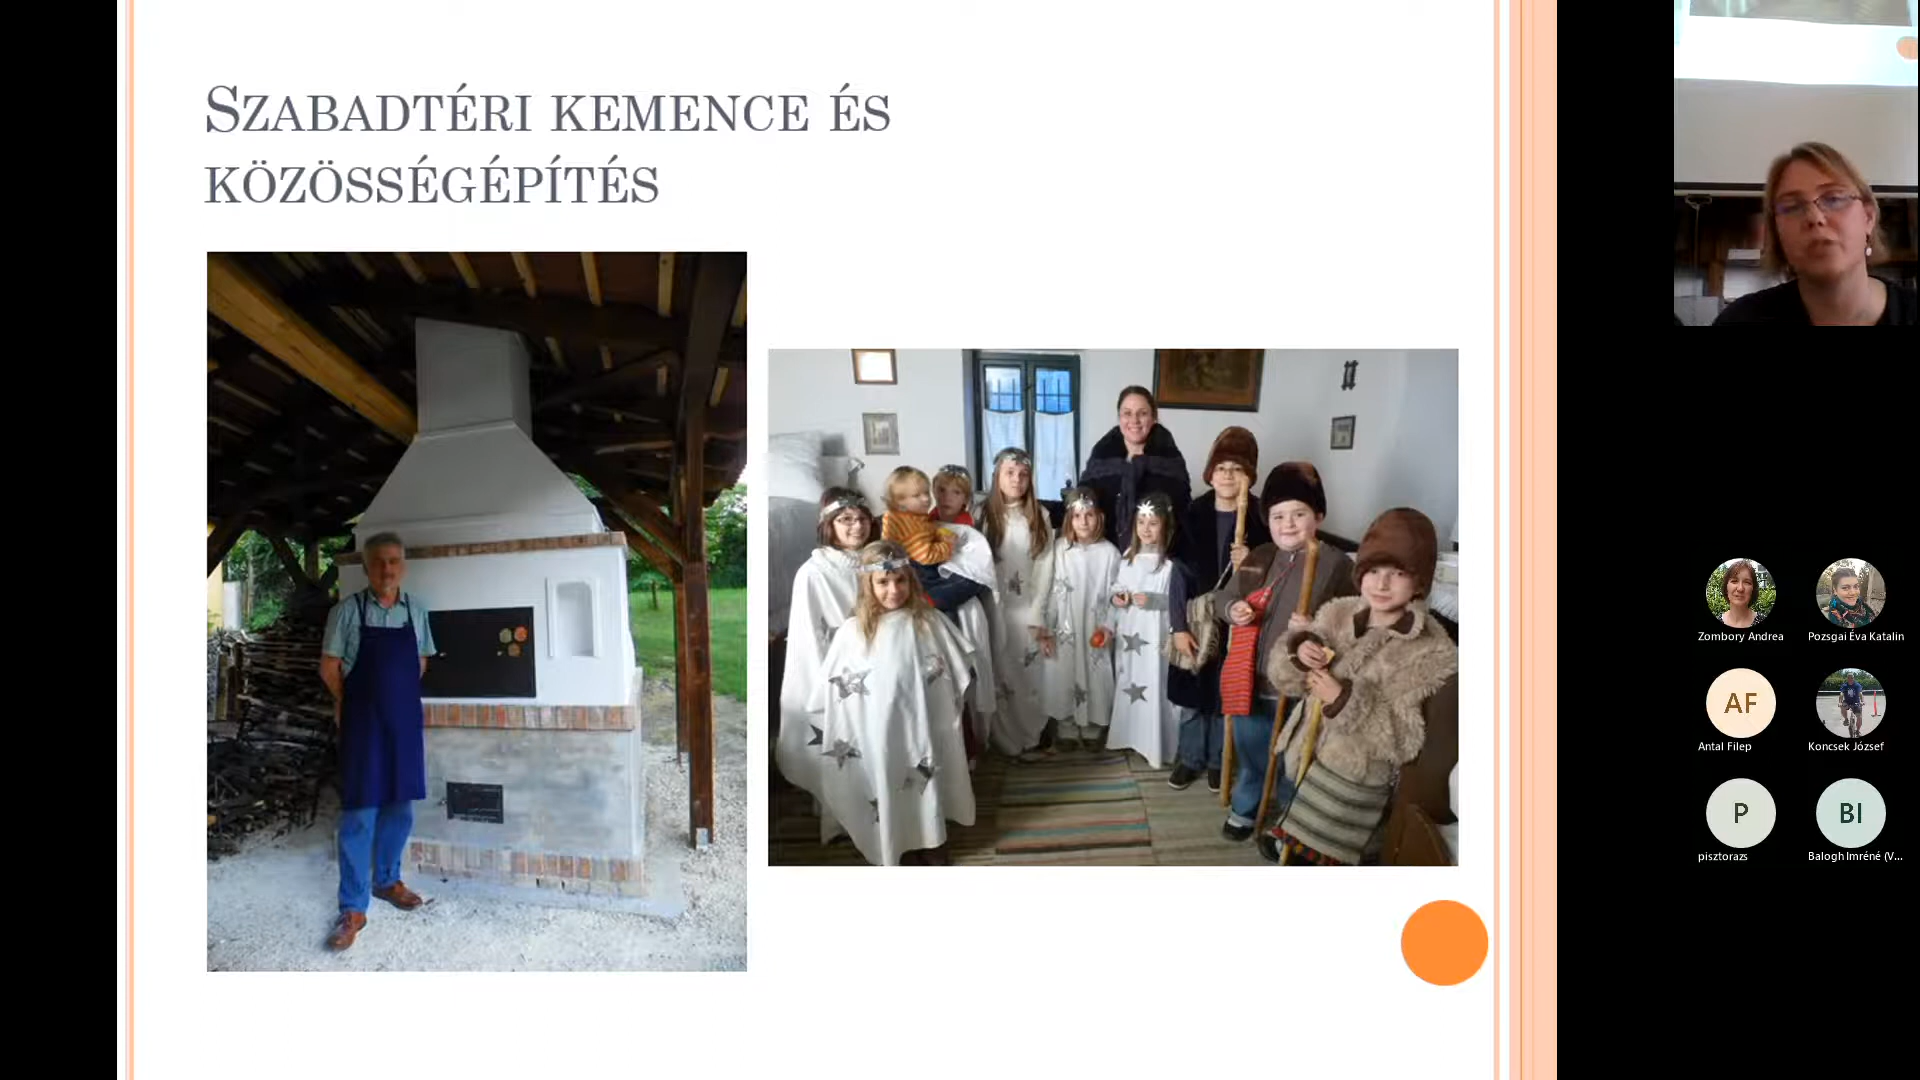 Szabadtéri kemence és
közösségépítés
Zombory Andrea
Pozsgai Éva Katalin
AF
Antal Filep
Koncsek József
P
pisztorazs
BI
Balogh Imréné (V...